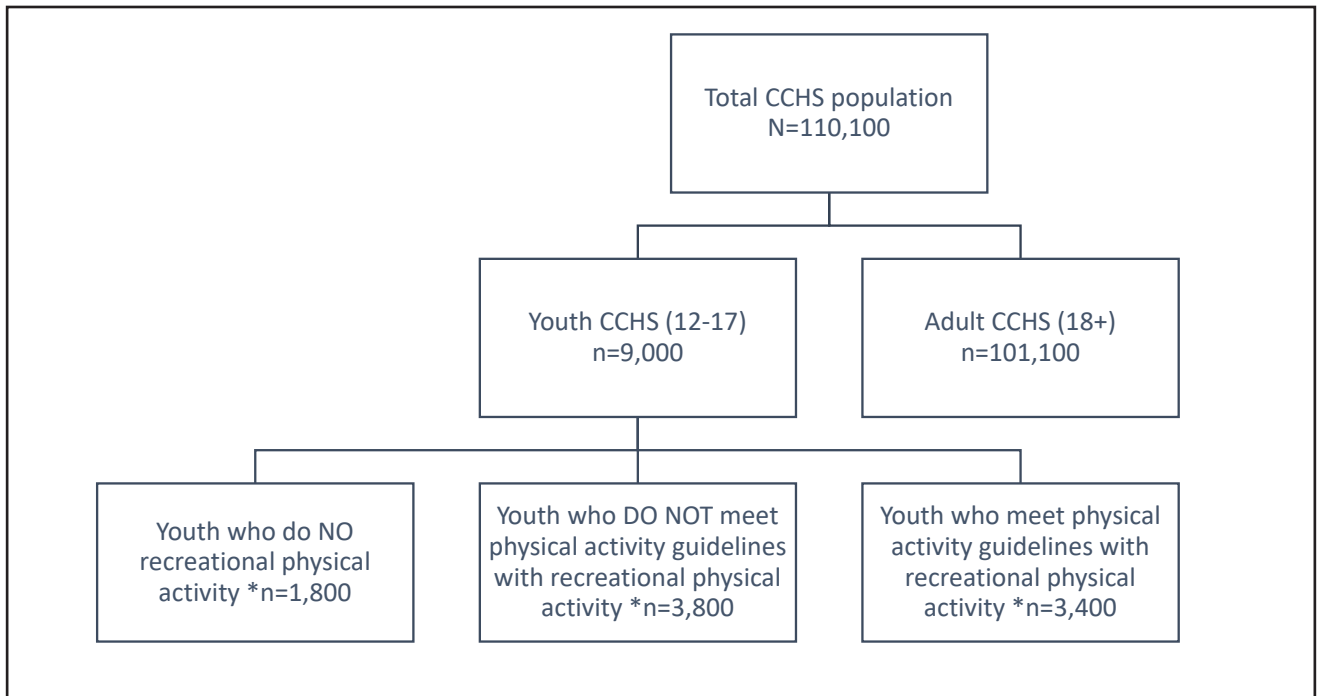 Total CCHS population
N=110,100
Youth CCHS (12-17)
n=9,000
Adult CCHS (18+)
n=101,100
Youth who do NO
recreational physical
activity *n=1,800
Youth who DO NOT meet
physical activity guidelines
with recreational physical
activity *n=3,800
Youth who meet physical
activity guidelines with
recreational physical
activity *n=3,400